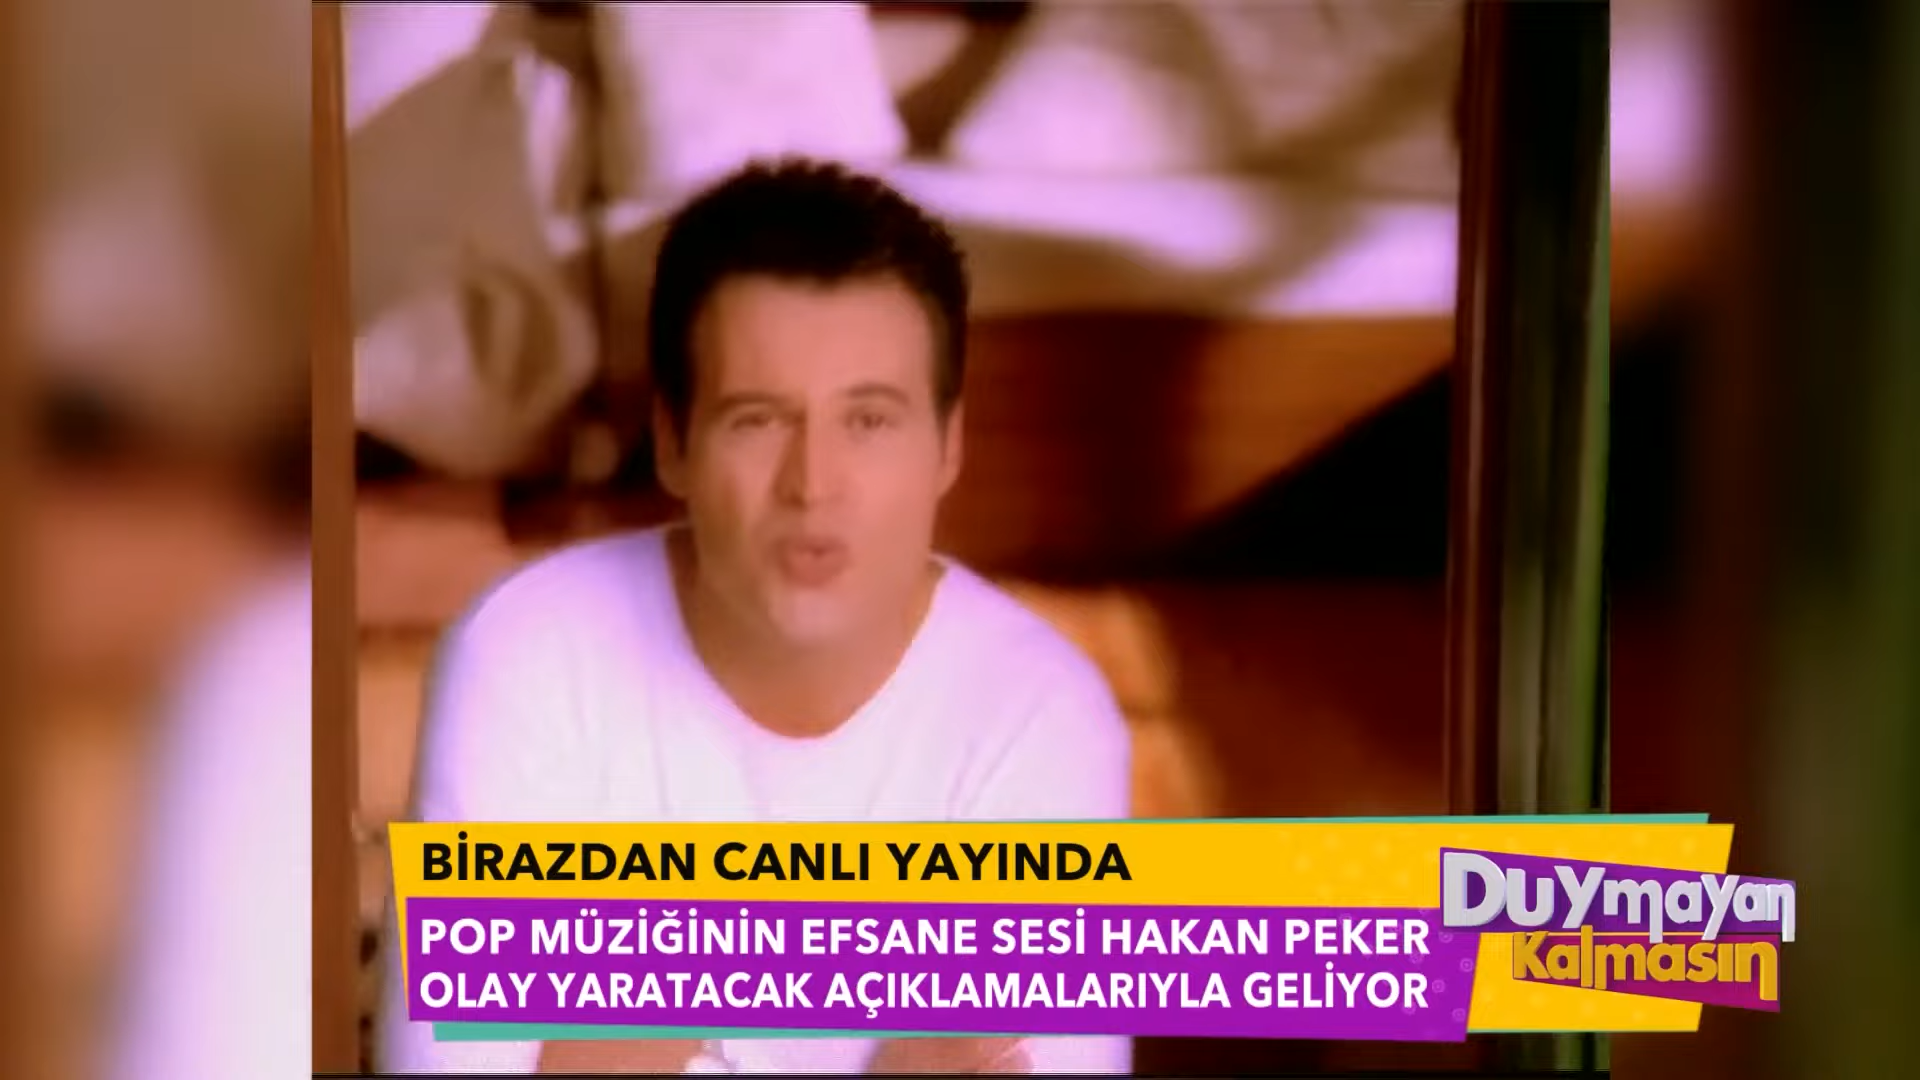 BİRAZDAN CANLI YAYINDA
POP MÜZİĞİNİN EFSANE SESİ HAKAN PEKER
OLAY YARATACAK AÇIKLAMALARIYLA GELİYOR
Duymayan
Kalmasın